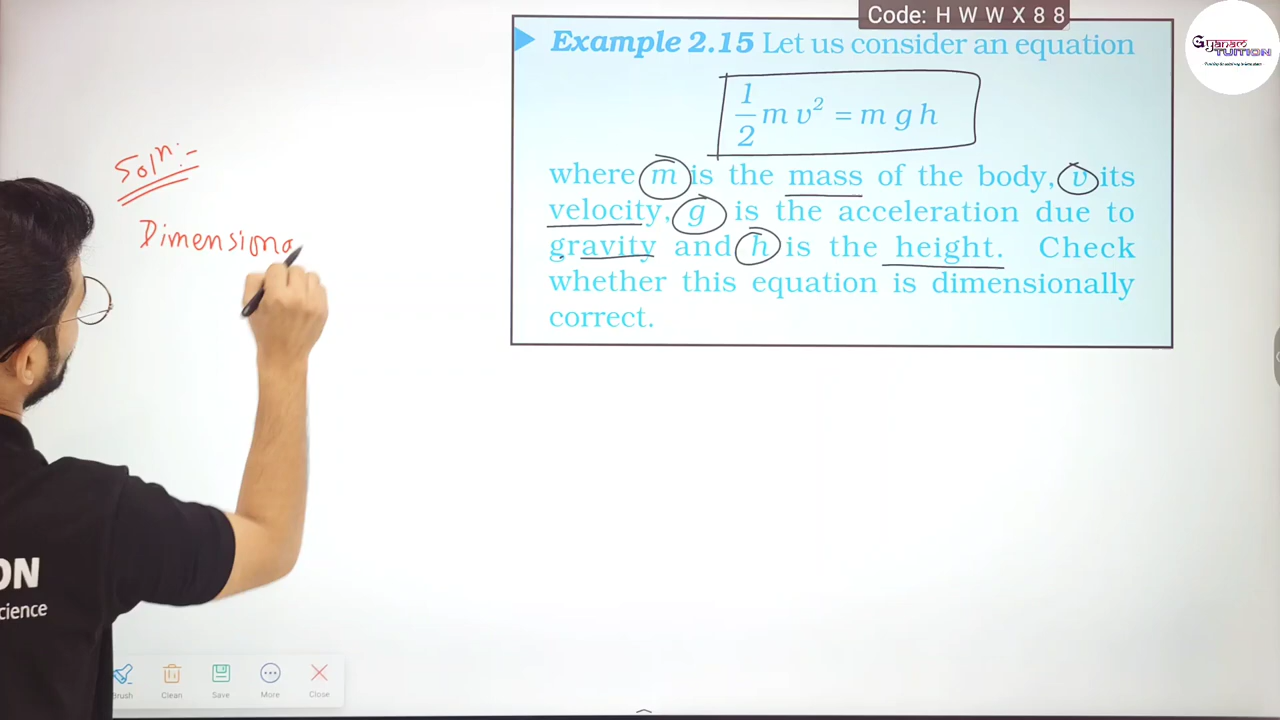 Code: H W W X 8 8
Gyanam
TUITION
Example 2.15 Let us consider an equation
1/2 m v² = m g h
where m is the mass of the body, v its
velocity, g is the acceleration due to
gravity and h is the height. Check
whether this equation is dimensionally
correct.
Solⁿ:-
Dimensiona
ON
cience
Brush
Clean
Save
More
Close